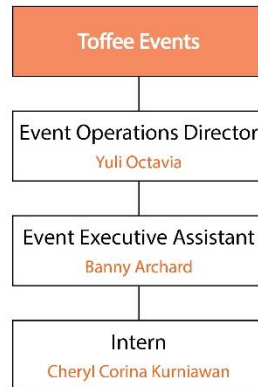 Toffee Events
Event Operations Director
Yuli Octavia
Event Executive Assistant
Banny Archard
Intern
Cheryl Corina Kurniawan